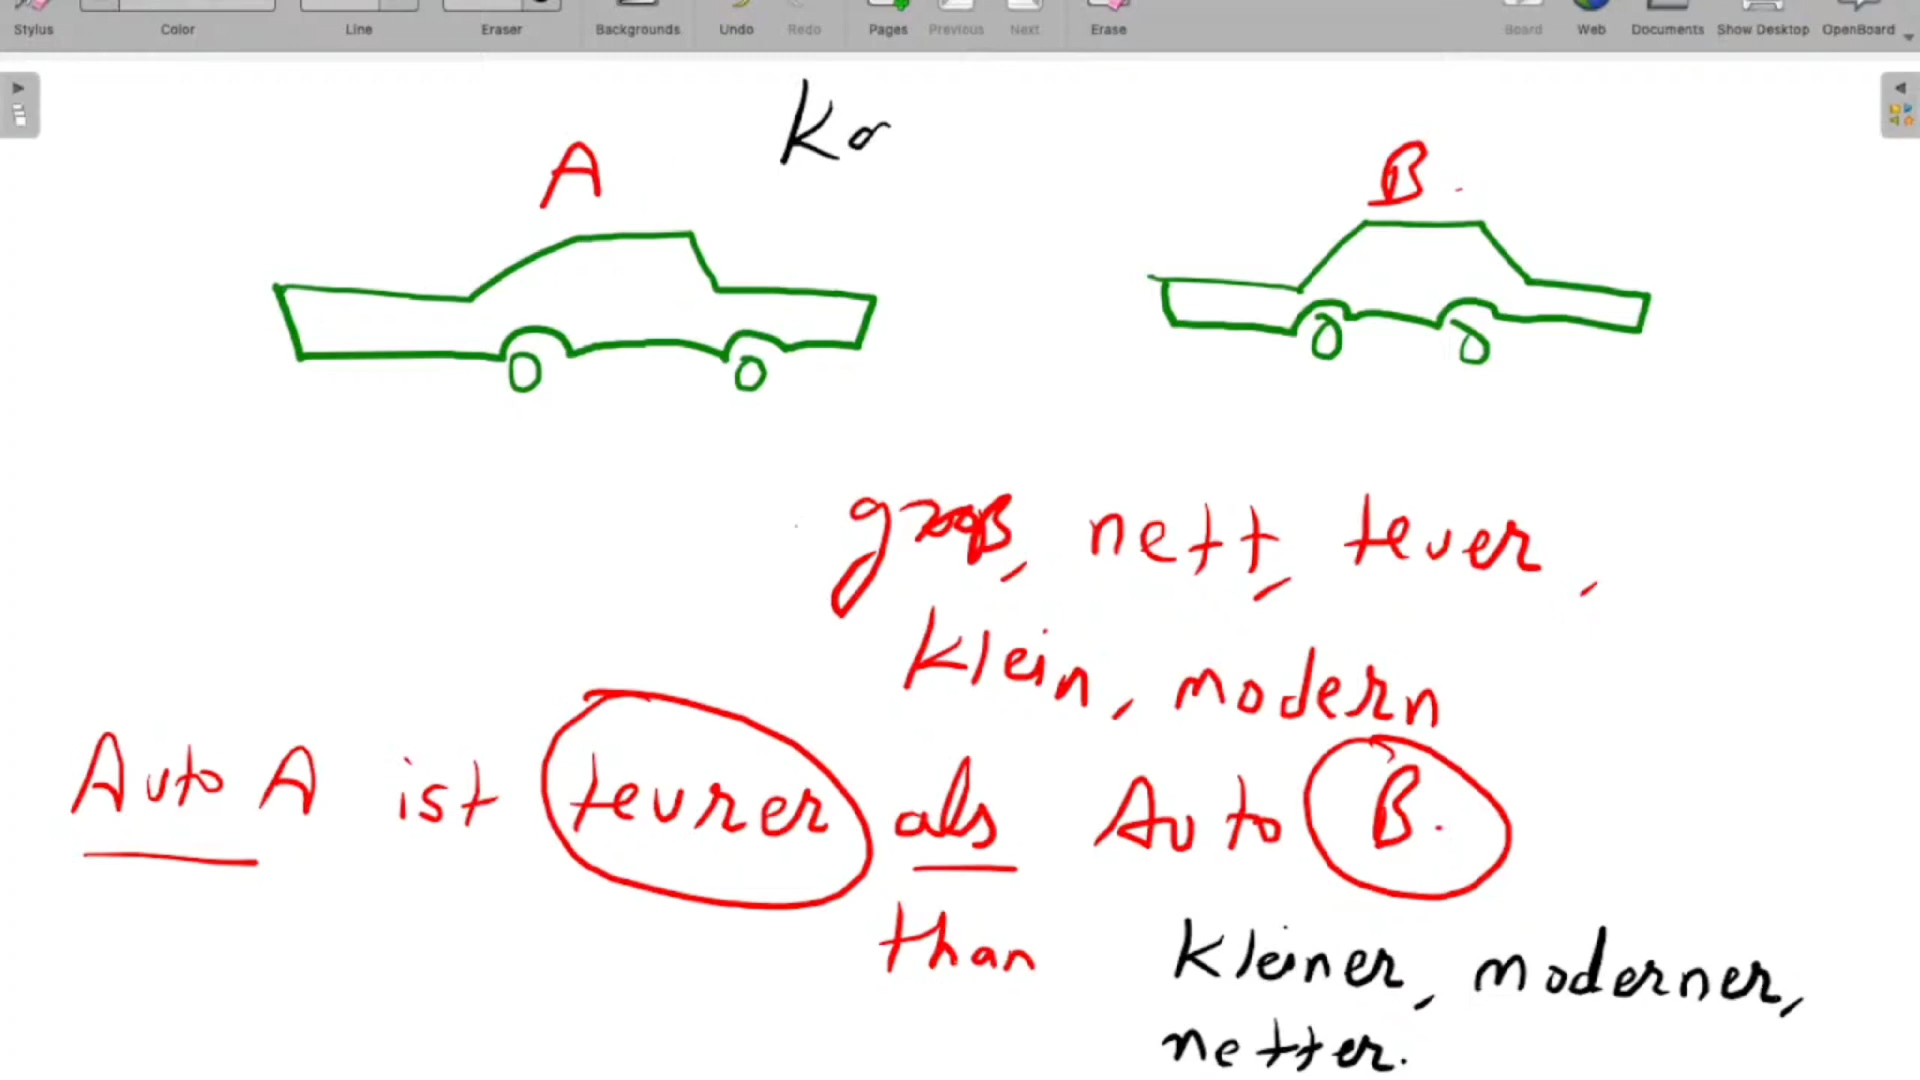 Stylus Color Line Eraser Backgrounds Undo Redo Pages Previous Next Erase Board Web Documents Show Desktop OpenBoard
Ko
A B.
groß, nett, teuer,
klein, modern
Auto A ist teurer als Auto B.
than
kleiner, moderner,
netter.